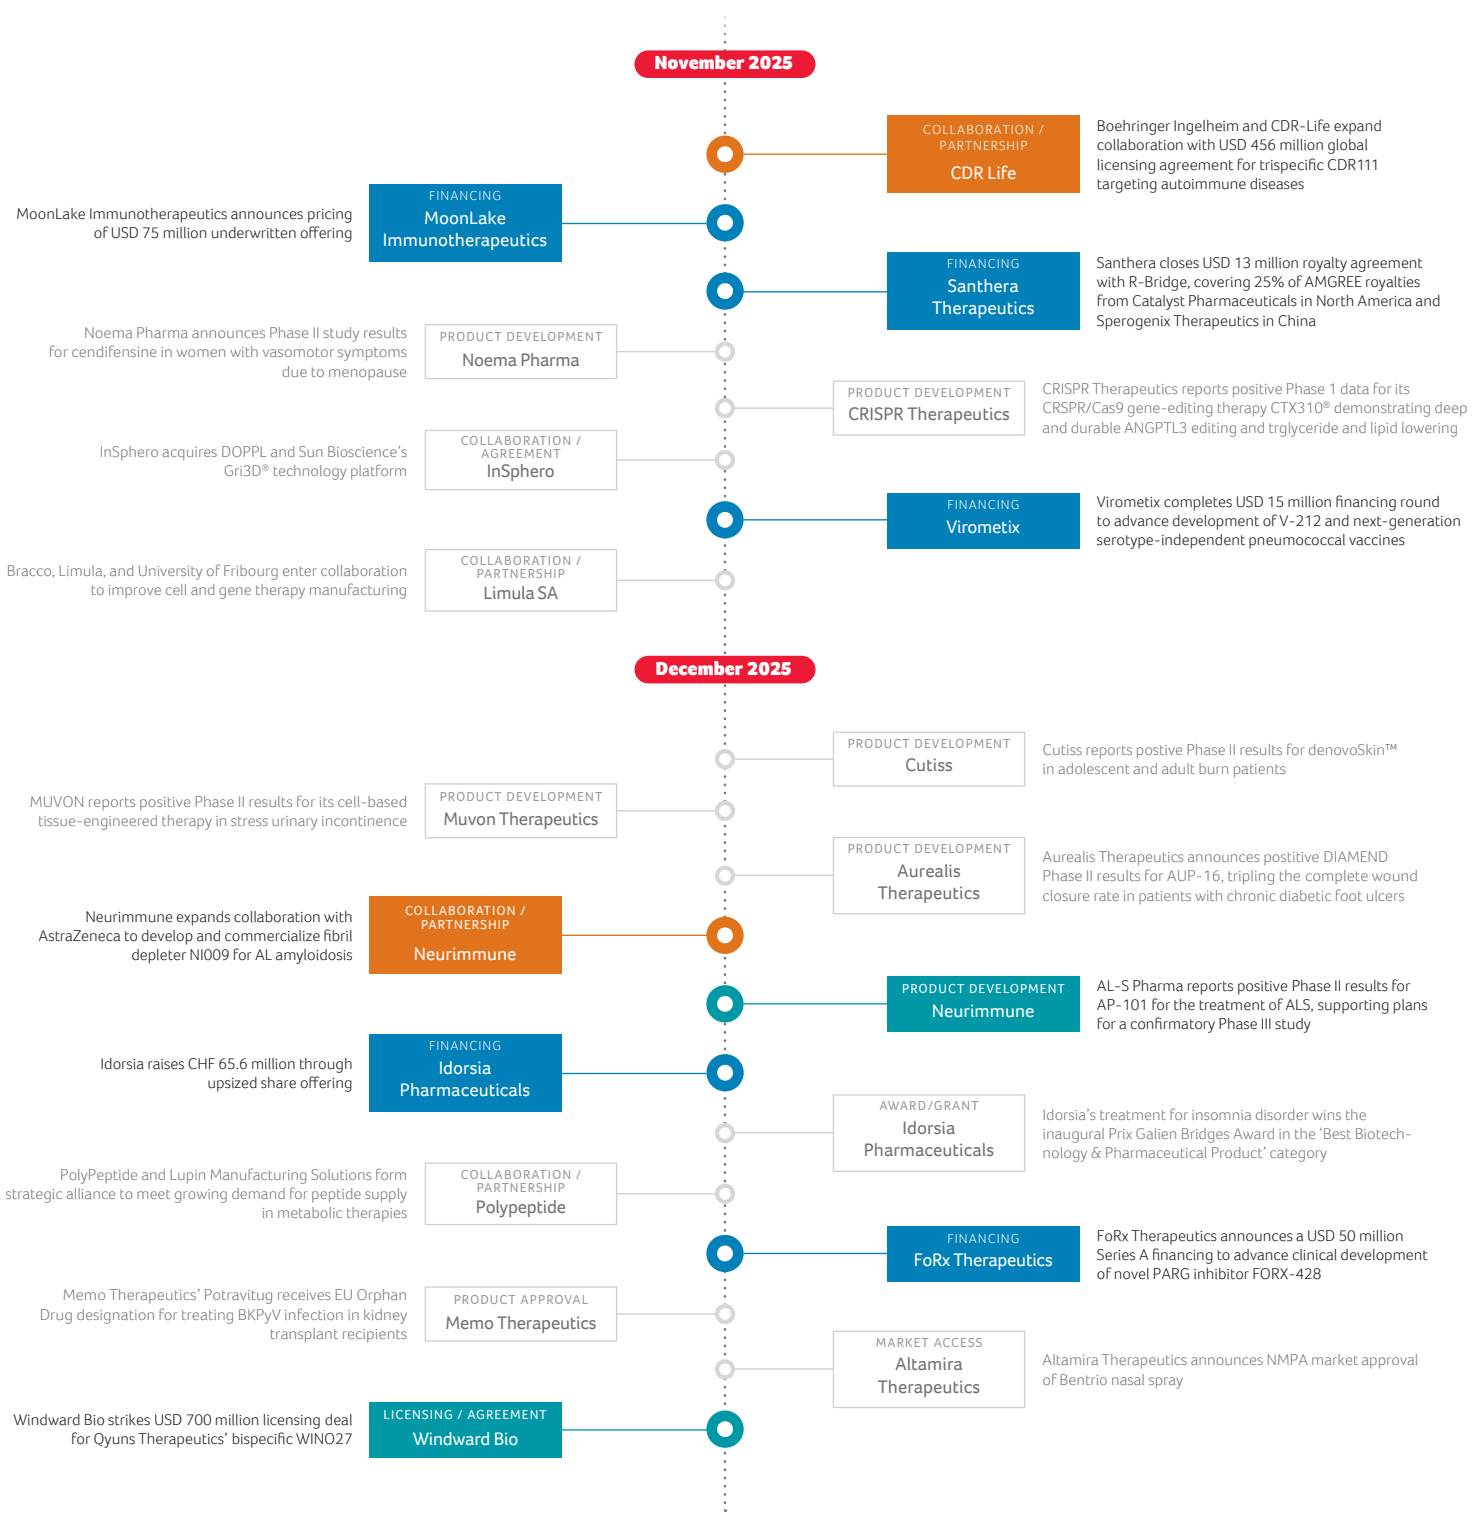 November 2025
COLLABORATION /
PARTNERSHIP
CDR Life
Boehringer Ingelheim and CDR-Life expand
collaboration with USD 456 million global
licensing agreement for trispecific CDR111
targeting autoimmune diseases
MoonLake Immunotherapeutics announces pricing
of USD 75 million underwritten offering
FINANCING
MoonLake
Immunotherapeutics
FINANCING
Santhera
Therapeutics
Santhera closes USD 13 million royalty agreement
with R-Bridge, covering 25% of AMGREE royalties
from Catalyst Pharmaceuticals in North America and
Sperogenix Therapeutics in China
Noema Pharma announces Phase II study results
for cendifensine in women with vasomotor symptoms
due to menopause
PRODUCT DEVELOPMENT
Noema Pharma
PRODUCT DEVELOPMENT
CRISPR Therapeutics
CRISPR Therapeutics reports positive Phase 1 data for its
CRSPR/Cas9 gene-editing therapy CTX310® demonstrating deep
and durable ANGPTL3 editing and trglyceride and lipid lowering
InSphero acquires DOPPL and Sun Bioscience's
Gri3D® technology platform
COLLABORATION /
AGREEMENT
InSphero
FINANCING
Virometix
Virometix completes USD 15 million financing round
to advance development of V-212 and next-generation
serotype-independent pneumococcal vaccines
Bracco, Limula, and University of Fribourg enter collaboration
to improve cell and gene therapy manufacturing
COLLABORATION /
PARTNERSHIP
Limula SA
December 2025
PRODUCT DEVELOPMENT
Cutiss
Cutiss reports postive Phase II results for denovoSkin™
in adolescent and adult burn patients
MUVON reports positive Phase II results for its cell-based
tissue-engineered therapy in stress urinary incontinence
PRODUCT DEVELOPMENT
Muvon Therapeutics
PRODUCT DEVELOPMENT
Aurealis
Therapeutics
Aurealis Therapeutics announces postitive DIAMEND
Phase II results for AUP-16, tripling the complete wound
closure rate in patients with chronic diabetic foot ulcers
Neurimmune expands collaboration with
AstraZeneca to develop and commercialize fibril
depleter NI009 for AL amyloidosis
COLLABORATION /
PARTNERSHIP
Neurimmune
PRODUCT DEVELOPMENT
Neurimmune
AL-S Pharma reports positive Phase II results for
AP-101 for the treatment of ALS, supporting plans
for a confirmatory Phase III study
Idorsia raises CHF 65.6 million through
upsized share offering
FINANCING
Idorsia
Pharmaceuticals
AWARD/GRANT
Idorsia
Pharmaceuticals
Idorsia's treatment for insomnia disorder wins the
inaugural Prix Galien Bridges Award in the ‘Best Biotech-
nology & Pharmaceutical Product’ category
PolyPeptide and Lupin Manufacturing Solutions form
strategic alliance to meet growing demand for peptide supply
in metabolic therapies
COLLABORATION /
PARTNERSHIP
Polypeptide
FINANCING
FoRx Therapeutics
FoRx Therapeutics announces a USD 50 million
Series A financing to advance clinical development
of novel PARG inhibitor FORX-428
Memo Therapeutics’ Potravitug receives EU Orphan
Drug designation for treating BKPyV infection in kidney
transplant recipients
PRODUCT APPROVAL
Memo Therapeutics
MARKET ACCESS
Altamira
Therapeutics
Altamira Therapeutics announces NMPA market approval
of Bentrio nasal spray
Windward Bio strikes USD 700 million licensing deal
for Qyuns Therapeutics’ bispecific WINO27
LICENSING / AGREEMENT
Windward Bio